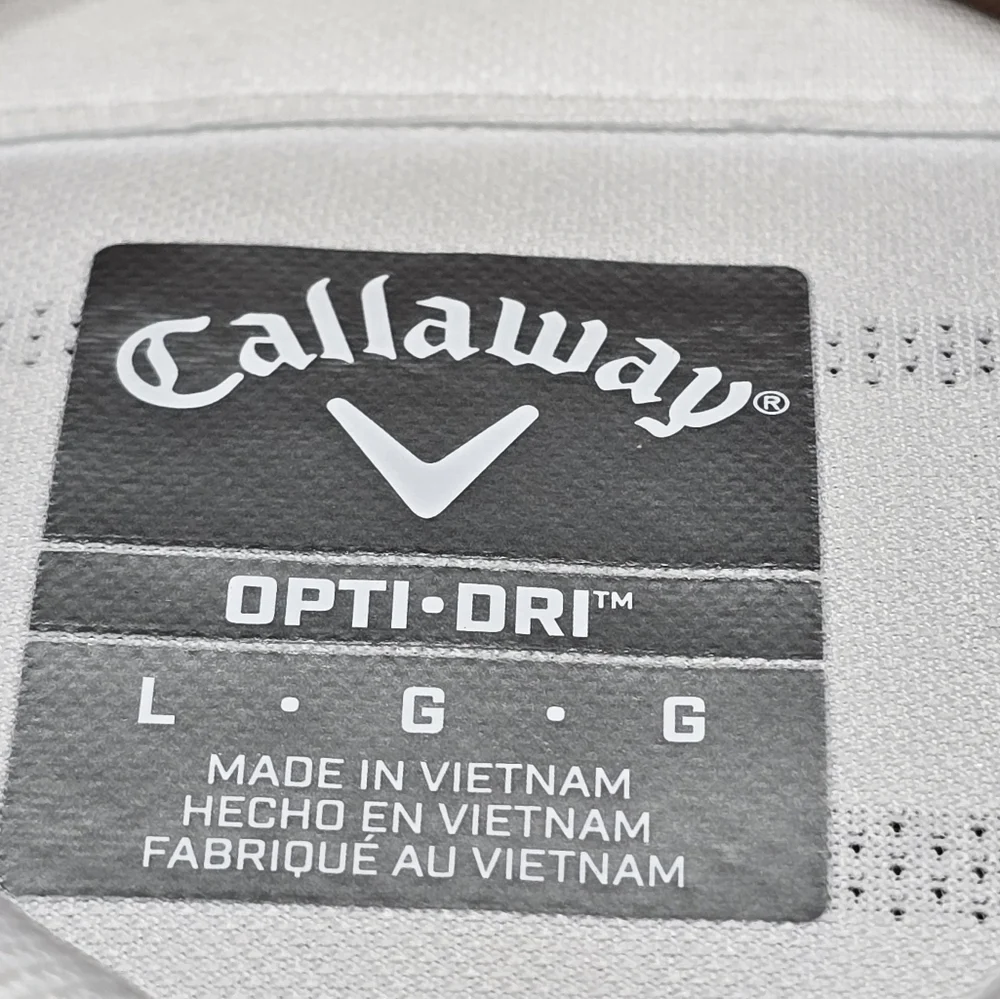 Callaway®
OPTI•DRI™
L • G • G
MADE IN VIETNAM
HECHO EN VIETNAM
FABRIQUÉ AU VIETNAM